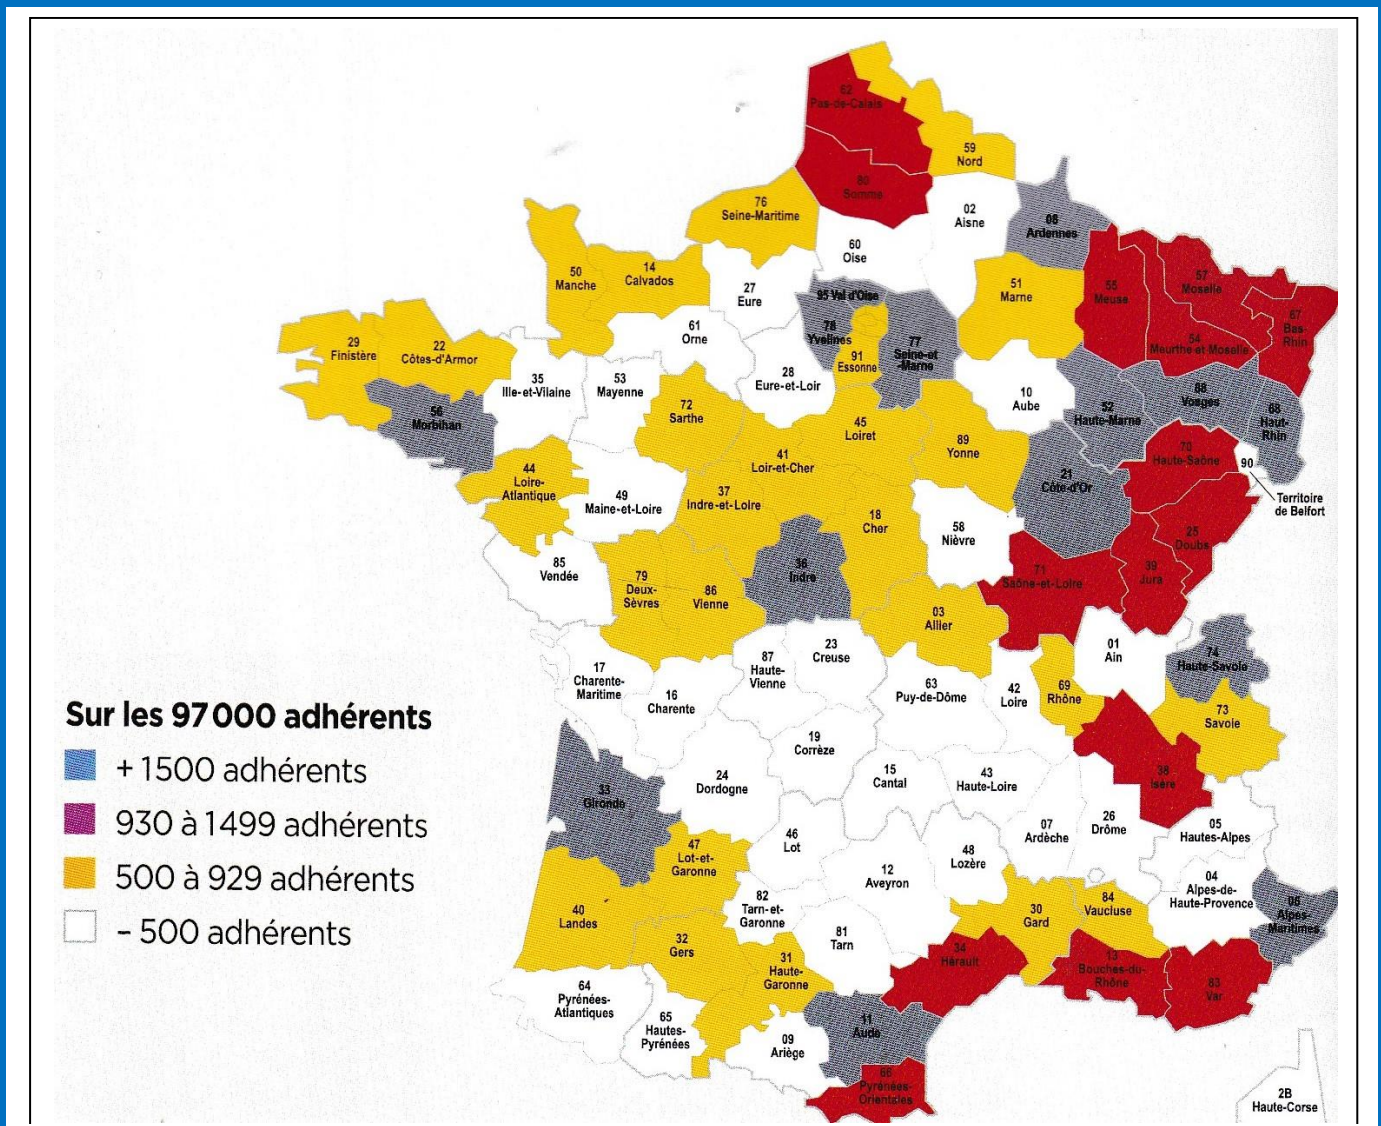 62
Pas-de-Calais
59
Nord
80
Somme
76
Seine-Maritime
02
Aisne
08
Ardennes
60
Oise
50
Manche
14
Calvados
27
Eure
95 Val d'Oise
51
Marne
55
Meuse
57
Moselle
67
Bas-
Rhin
54
Meurthe et Moselle
29
Finistère
22
Côtes-d'Armor
61
Orne
78
Yvelines
77
Seine-et
-Marne
91
Essonne
35
Ille-et-Vilaine
53
Mayenne
28
Eure-et-Loir
10
Aube
52
Haute-Marne
88
Vosges
68
Haut-
Rhin
56
Morbihan
72
Sarthe
45
Loiret
89
Yonne
70
Haute-Saône
90
Territoire
de Belfort
44
Loire-
Atlantique
49
Maine-et-Loire
41
Loir-et-Cher
37
Indre-et-Loire
21
Côte-d'Or
18
Cher
58
Nièvre
25
Doubs
85
Vendée
79
Deux-
Sèvres
86
Vienne
36
Indre
71
Saône-et-Loire
39
Jura
03
Allier
17
Charente-
Maritime
16
Charente
87
Haute-
Vienne
23
Creuse
63
Puy-de-Dôme
42
Loire
69
Rhône
01
Ain
74
Haute-Savoie
73
Savoie
Sur les 97 000 adhérents
+ 1500 adhérents
930 à 1499 adhérents
500 à 929 adhérents
– 500 adhérents
33
Gironde
24
Dordogne
19
Corrèze
15
Cantal
43
Haute-Loire
38
Isère
07
Ardèche
26
Drôme
05
Hautes-Alpes
47
Lot-et-
Garonne
46
Lot
12
Aveyron
48
Lozère
04
Alpes-de-
Haute-Provence
06
Alpes-
Maritimes
40
Landes
32
Gers
82
Tarn-et-
Garonne
81
Tarn
30
Gard
84
Vaucluse
31
Haute-
Garonne
34
Hérault
13
Bouches-du-
Rhône
83
Var
64
Pyrénées-
Atlantiques
65
Hautes-
Pyrénées
09
Ariège
11
Aude
66
Pyrénées-
Orientales
2B
Haute-Corse